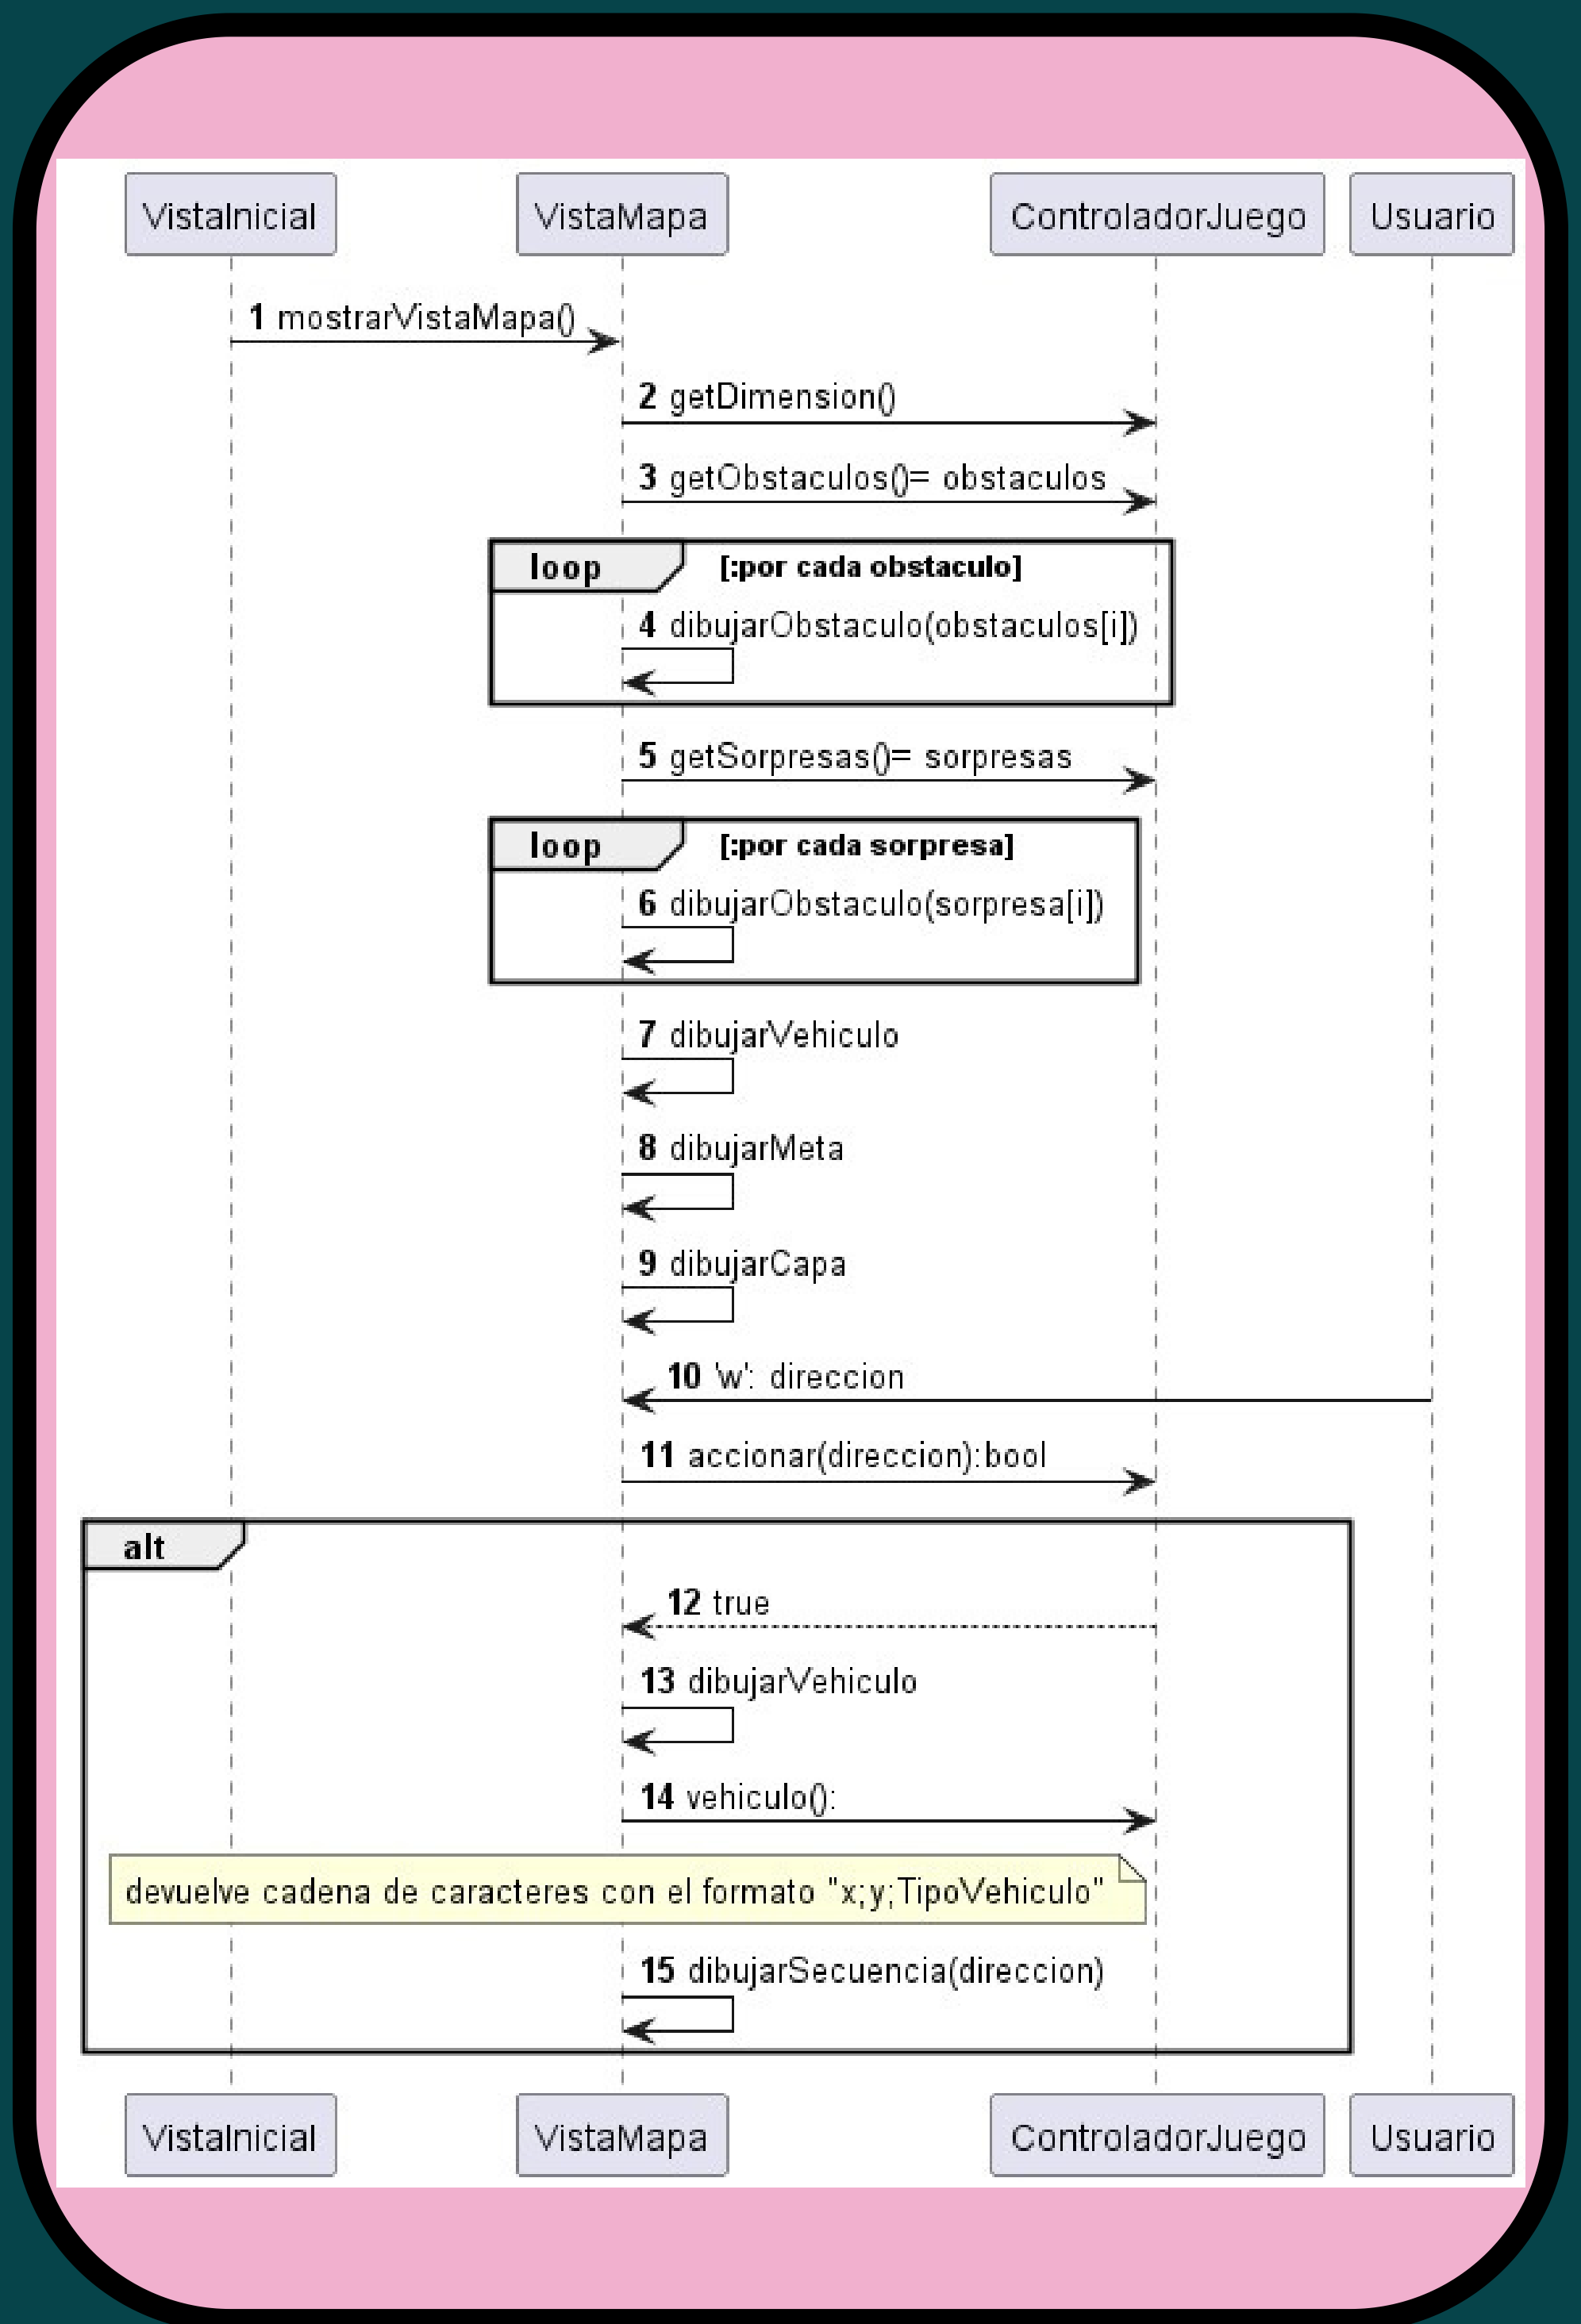 VistaInicial
VistaMapa
ControladorJuego
Usuario
1 mostrarVistaMapa()
2 getDimension()
3 getObstaculos()= obstaculos
loop [:por cada obstaculo]
4 dibujarObstaculo(obstaculos[i])
5 getSorpresas()= sorpresas
loop [:por cada sorpresa]
6 dibujarObstaculo(sorpresa[i])
7 dibujarVehiculo
8 dibujarMeta
9 dibujarCapa
10 'w': direccion
11 accionar(direccion):bool
alt
12 true
13 dibujarVehiculo
14 vehiculo():
devuelve cadena de caracteres con el formato "x;y;TipoVehiculo"
15 dibujarSecuencia(direccion)
VistaInicial
VistaMapa
ControladorJuego
Usuario